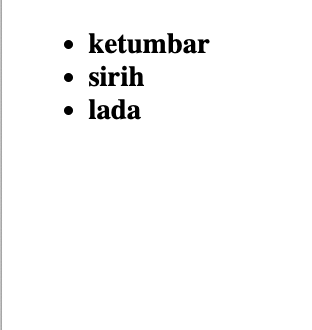 • ketumbar
• sirih
• lada